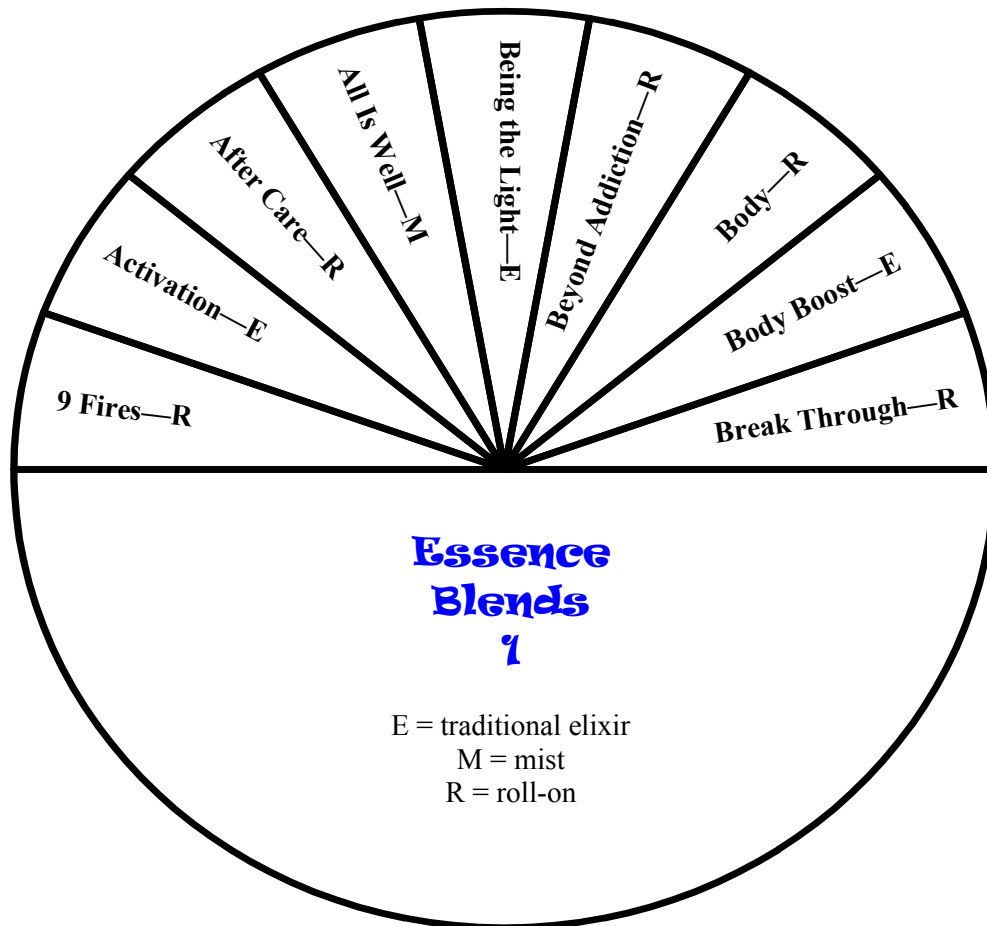 9 Fires—R
Activation—E
After Care—R
All Is Well—M
Being the Light—E
Beyond Addiction—R
Body—R
Body Boost—E
Break Through—R
Essence
Blends
1
E = traditional elixir
M = mist
R = roll-on